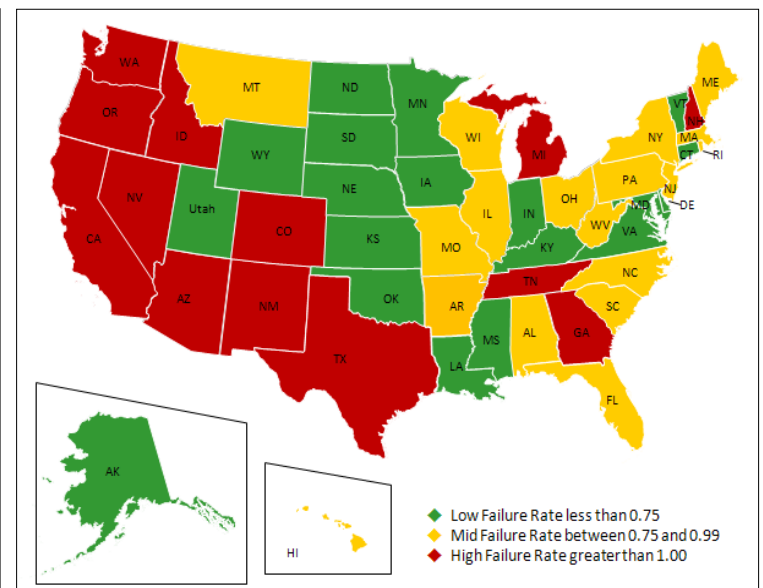 WA
MT
ND
MN
ME
VT
OR
ID
SD
WI
NY
NH
MA
MI
WY
CT
RI
IA
PA
NE
NJ
NV
Utah
OH
IL
IN
MD
DE
CO
WV
VA
CA
KS
MO
KY
NC
TN
AZ
NM
OK
AR
SC
AL
GA
MS
TX
LA
FL
AK
HI
Low Failure Rate less than 0.75
Mid Failure Rate between 0.75 and 0.99
High Failure Rate greater than 1.00